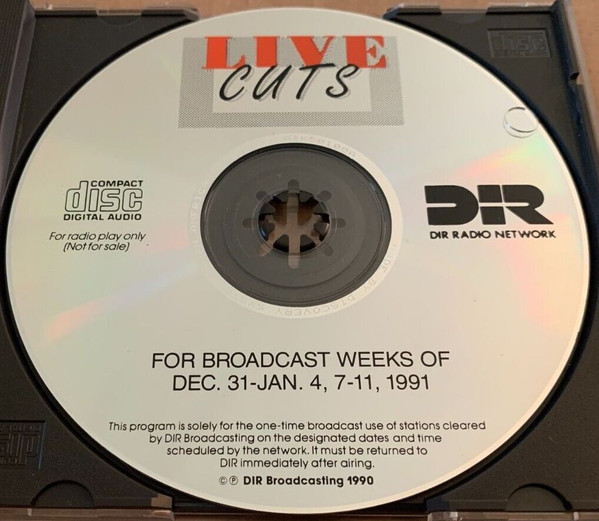 LIVE
CUTS
COMPACT
disc
DIGITAL AUDIO
For radio play only
(Not for sale)
DIR
DIR RADIO NETWORK
FOR BROADCAST WEEKS OF
DEC. 31-JAN. 4, 7-11, 1991
This program is solely for the one-time broadcast use of stations cleared
by DIR Broadcasting on the designated dates and time
scheduled by the network. It must be returned to
DIR immediately after airing.
© ℗ DIR Broadcasting 1990